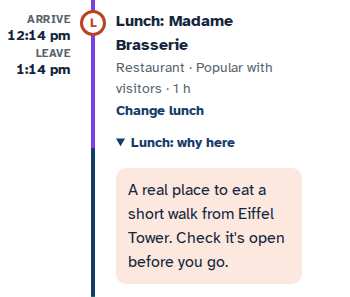 ARRIVE
12:14 pm
LEAVE
1:14 pm
L
Lunch: Madame
Brasserie
Restaurant · Popular with
visitors · 1 h
Change lunch
▼ Lunch: why here
A real place to eat a
short walk from Eiffel
Tower. Check it's open
before you go.